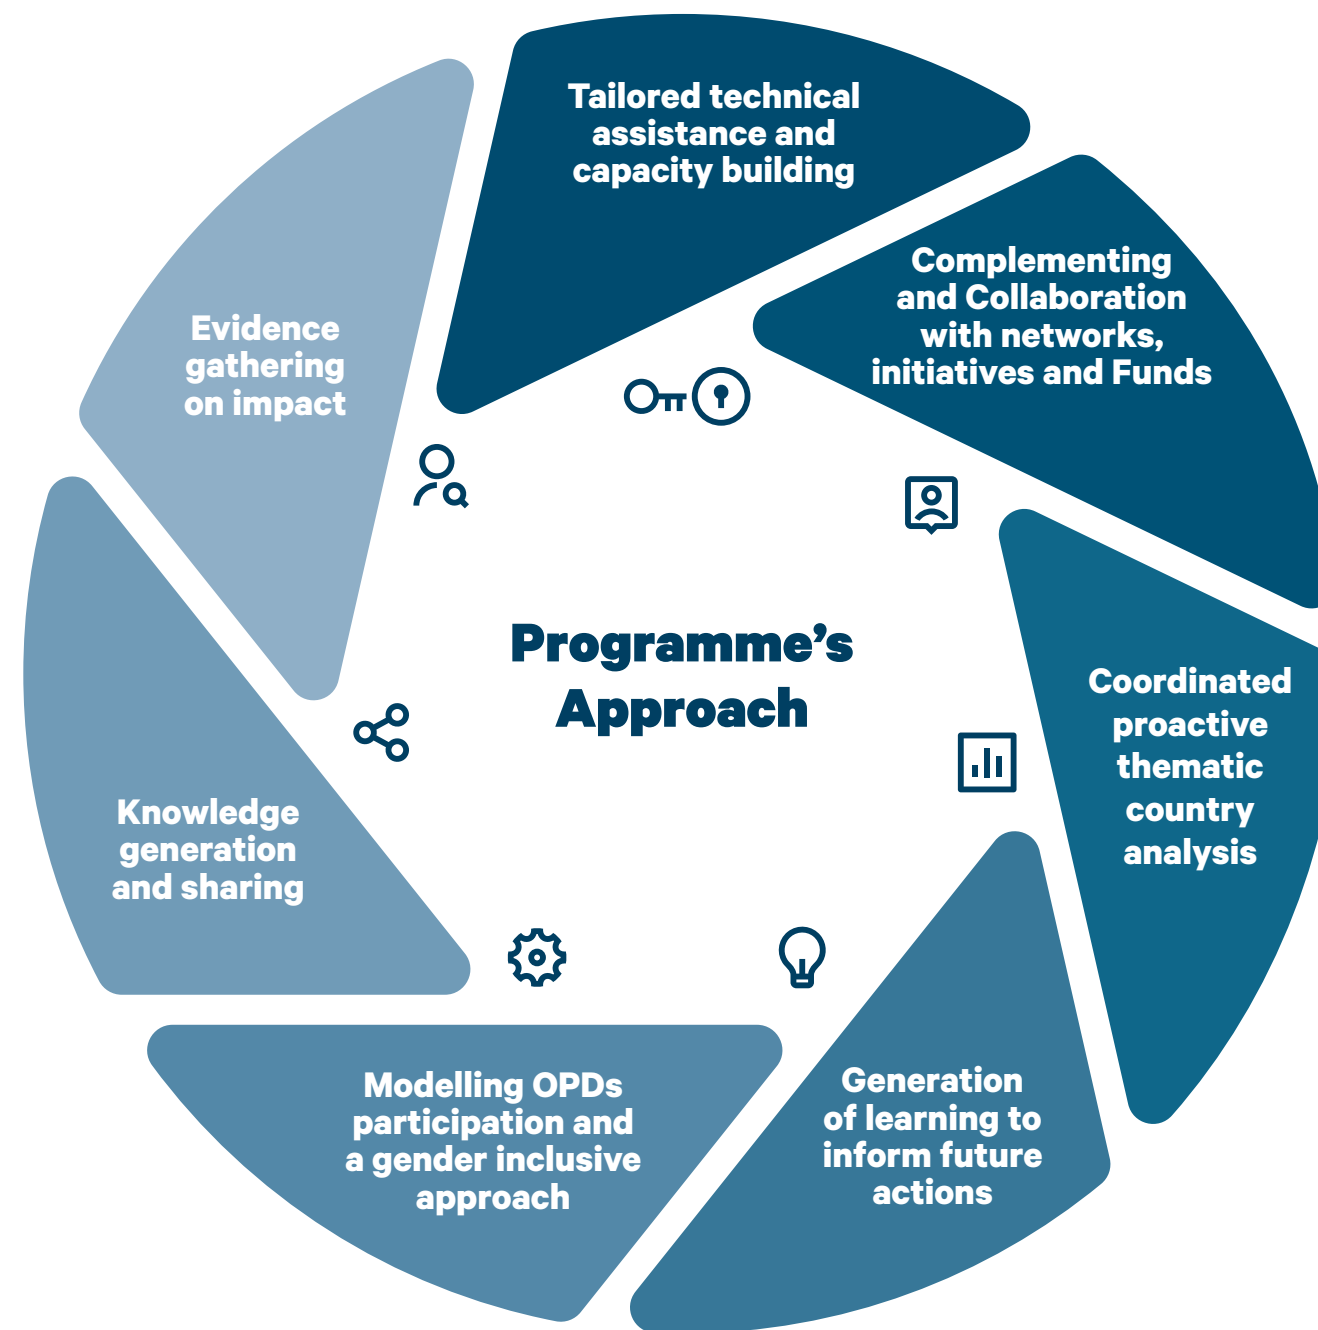 Tailored technical
assistance and
capacity building
Complementing
and Collaboration
with networks,
initiatives and Funds
Coordinated
proactive
thematic
country
analysis
Generation
of learning to
inform future
actions
Modelling OPDs
participation and
a gender inclusive
approach
Knowledge
generation
and sharing
Evidence
gathering
on impact
Programme’s
Approach